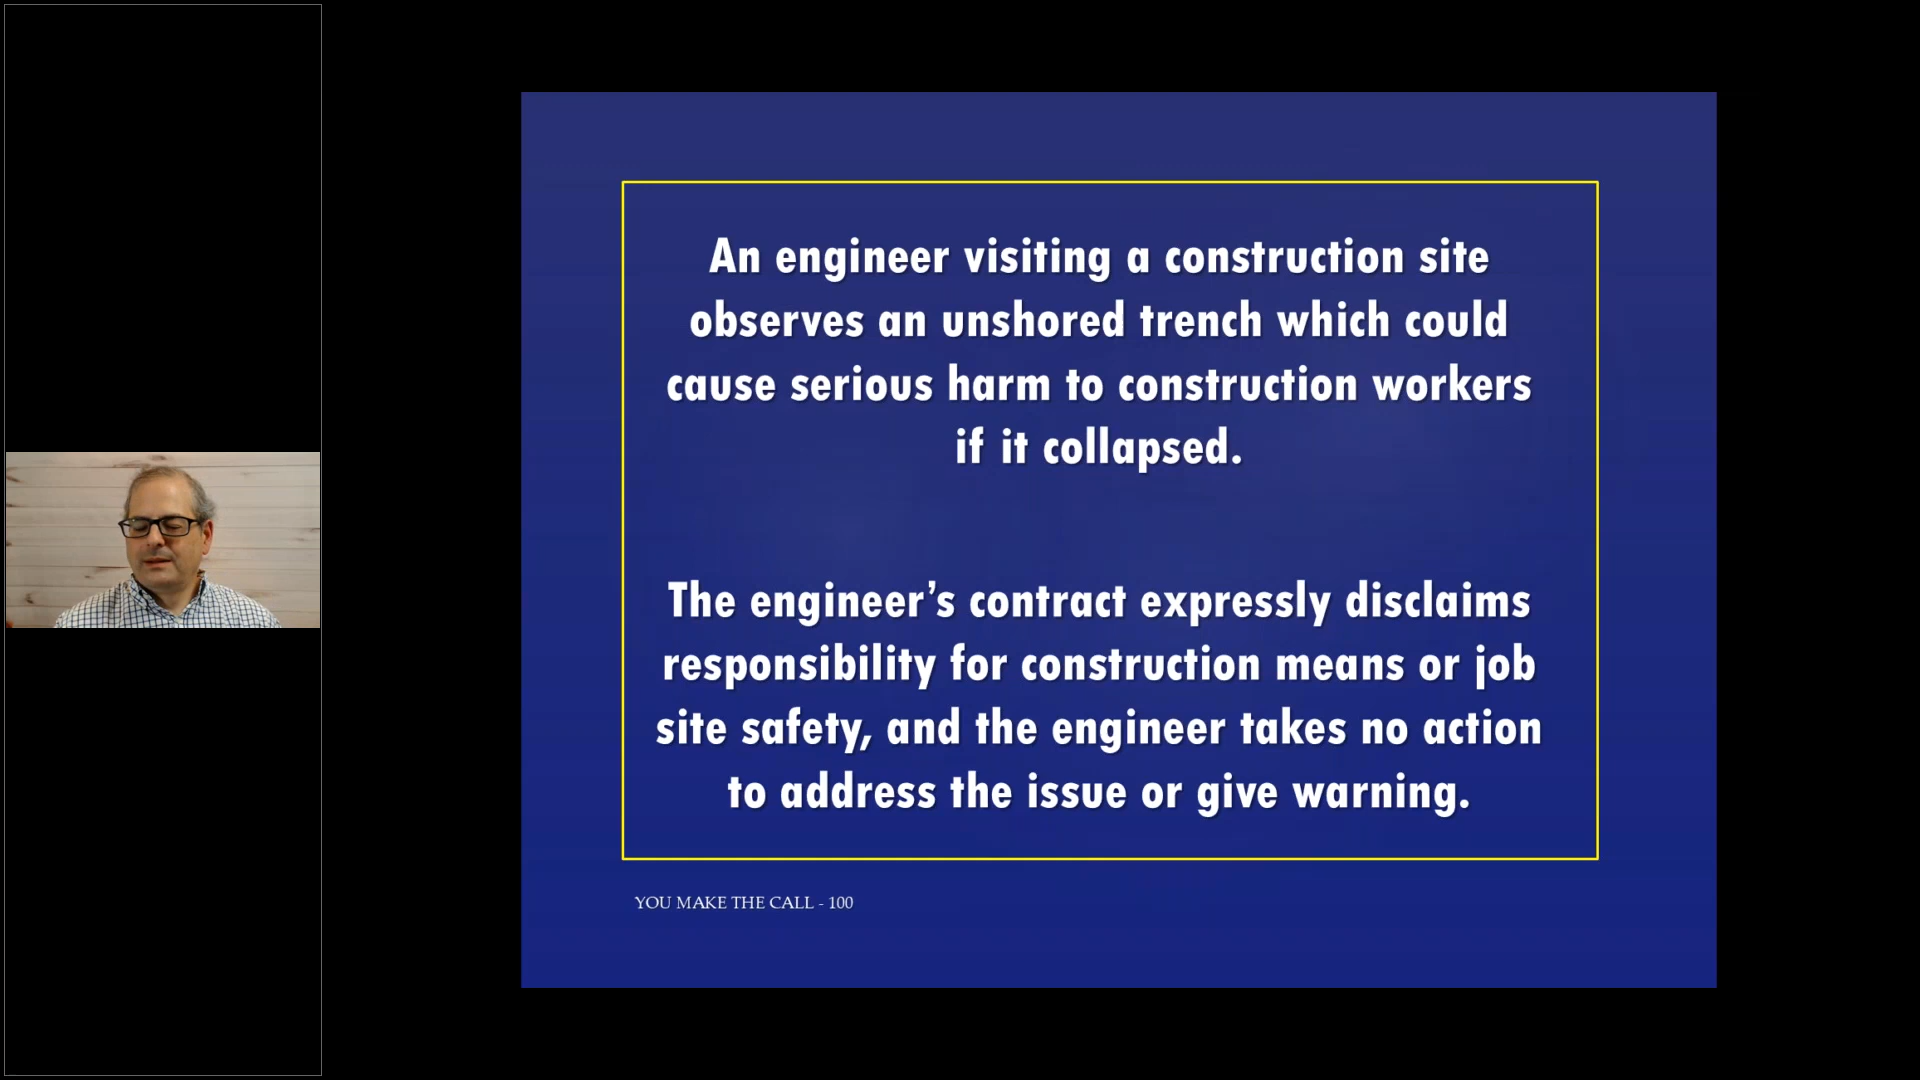 An engineer visiting a construction site
observes an unshored trench which could
cause serious harm to construction workers
if it collapsed.
The engineer’s contract expressly disclaims
responsibility for construction means or job
site safety, and the engineer takes no action
to address the issue or give warning.
YOU MAKE THE CALL - 100